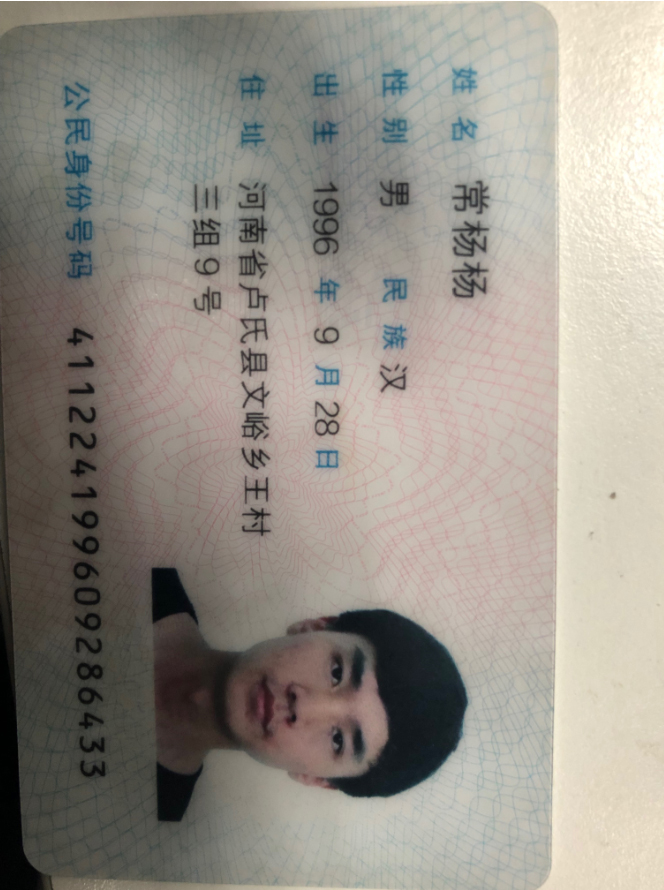 姓名 常杨杨
性别 男 民族 汉
出生 1996 年 9 月 28 日
住址 河南省卢氏县文峪乡王村
三组9号
公民身份号码 411224199609286433